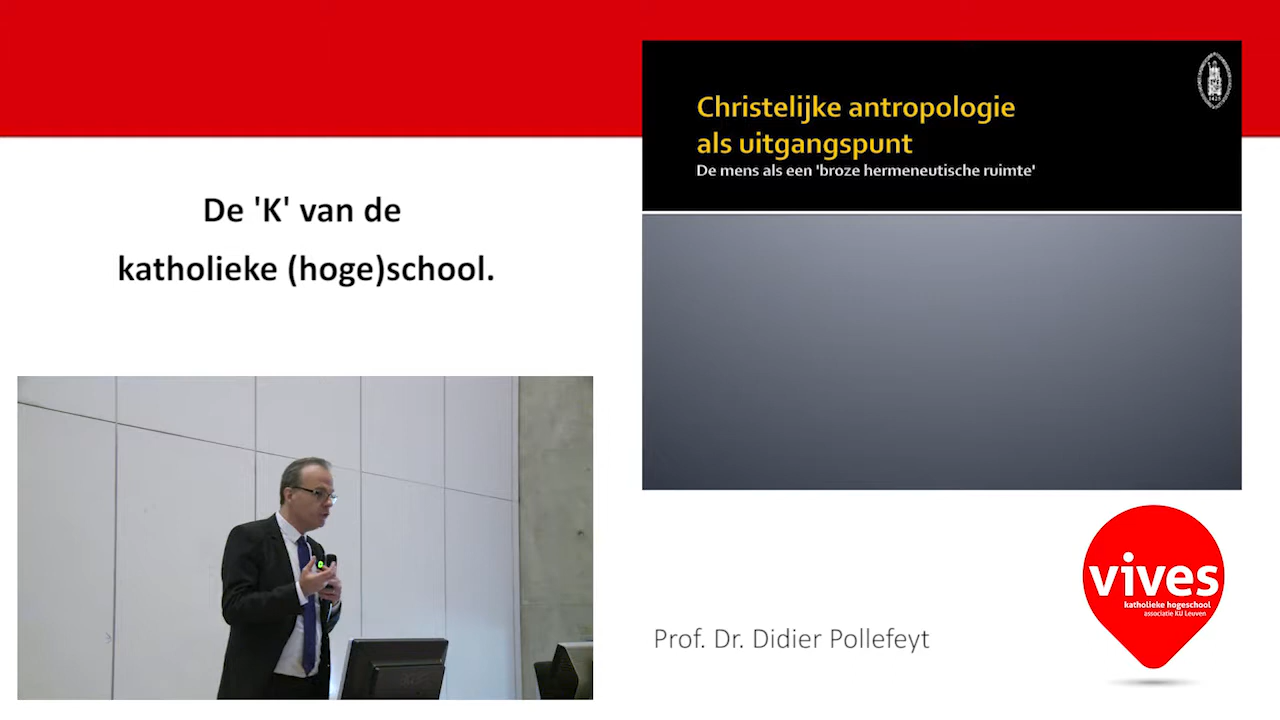 De 'K' van de
katholieke (hoge)school.
Christelijke antropologie
als uitgangspunt
De mens als een 'broze hermeneutische ruimte'
1425
Prof. Dr. Didier Pollefeyt
vives
katholieke hogeschool
associatie KU Leuven